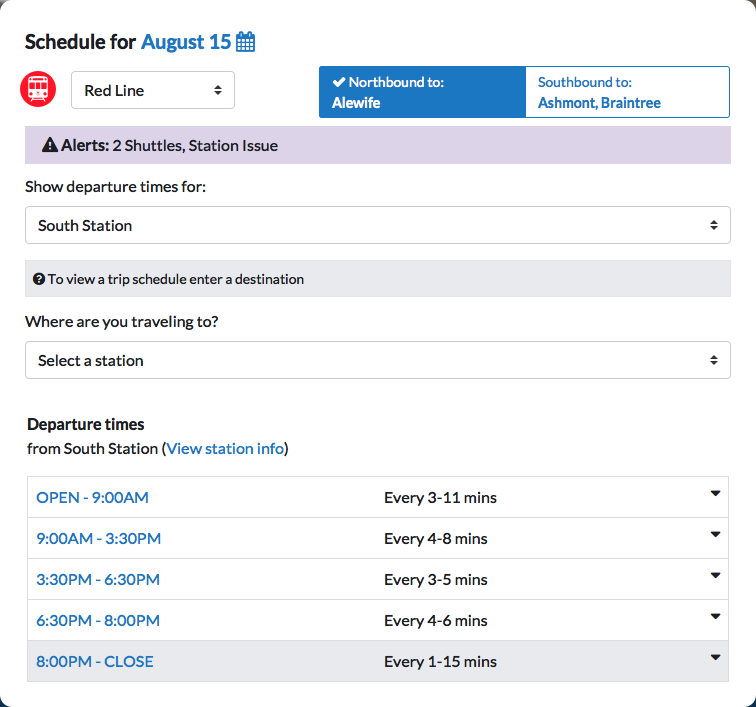 Schedule for August 15
Red Line
Northbound to:
Alewife
Southbound to:
Ashmont, Braintree
Alerts: 2 Shuttles, Station Issue
Show departure times for:
South Station
To view a trip schedule enter a destination
Where are you traveling to?
Select a station
Departure times
from South Station (View station info)
OPEN - 9:00AM Every 3-11 mins
9:00AM - 3:30PM Every 4-8 mins
3:30PM - 6:30PM Every 3-5 mins
6:30PM - 8:00PM Every 4-6 mins
8:00PM - CLOSE Every 1-15 mins